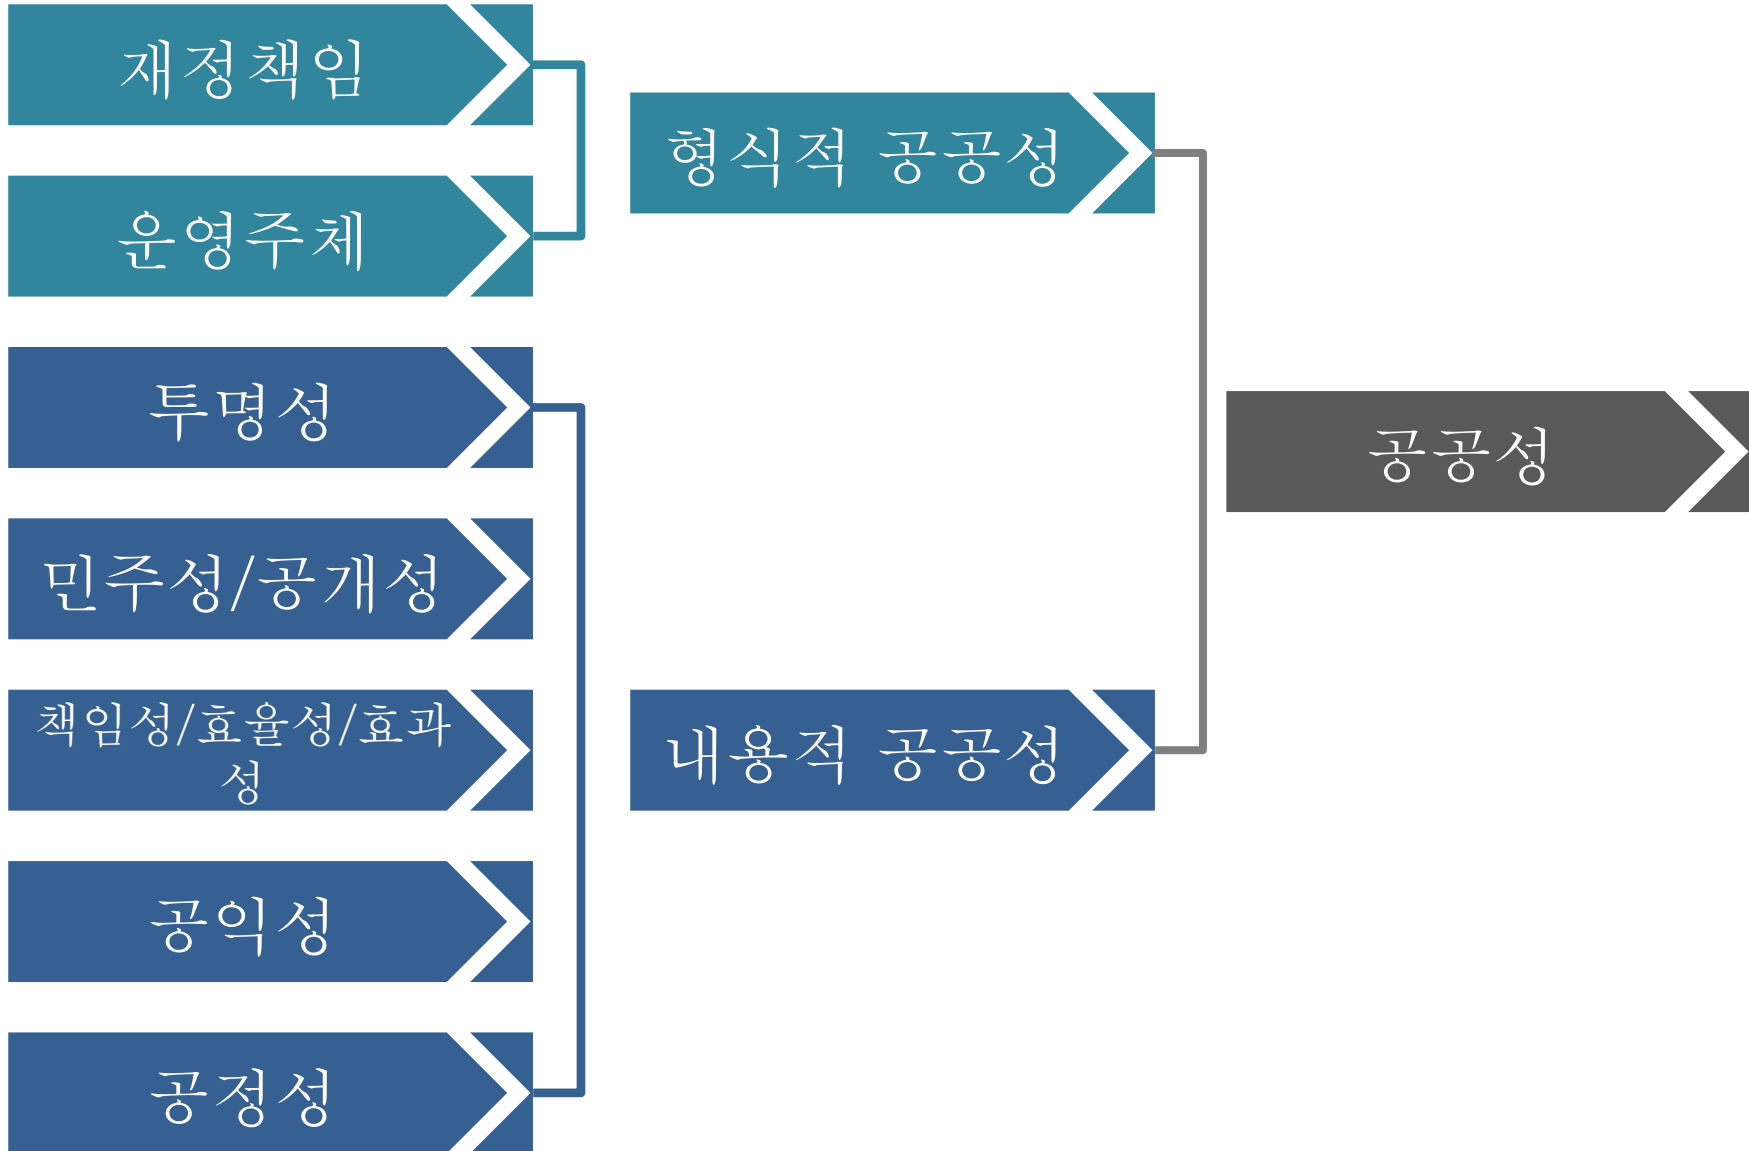 재정책임
운영주체
형식적 공공성
투명성
민주성/공개성
책임성/효율성/효과
성
공익성
공정성
내용적 공공성
공공성